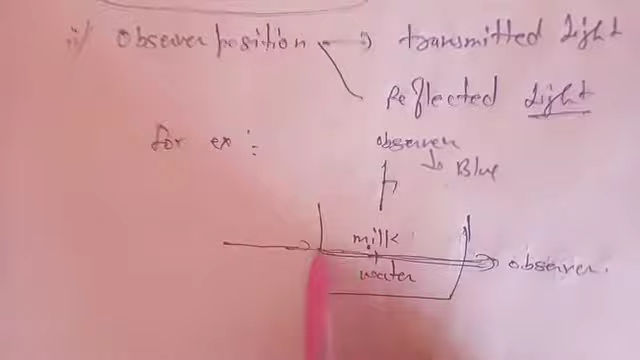 ii) Observer position → transmitted Light
Reflected Light
for ex :
observer
↳ Blue
milk
water
observer.